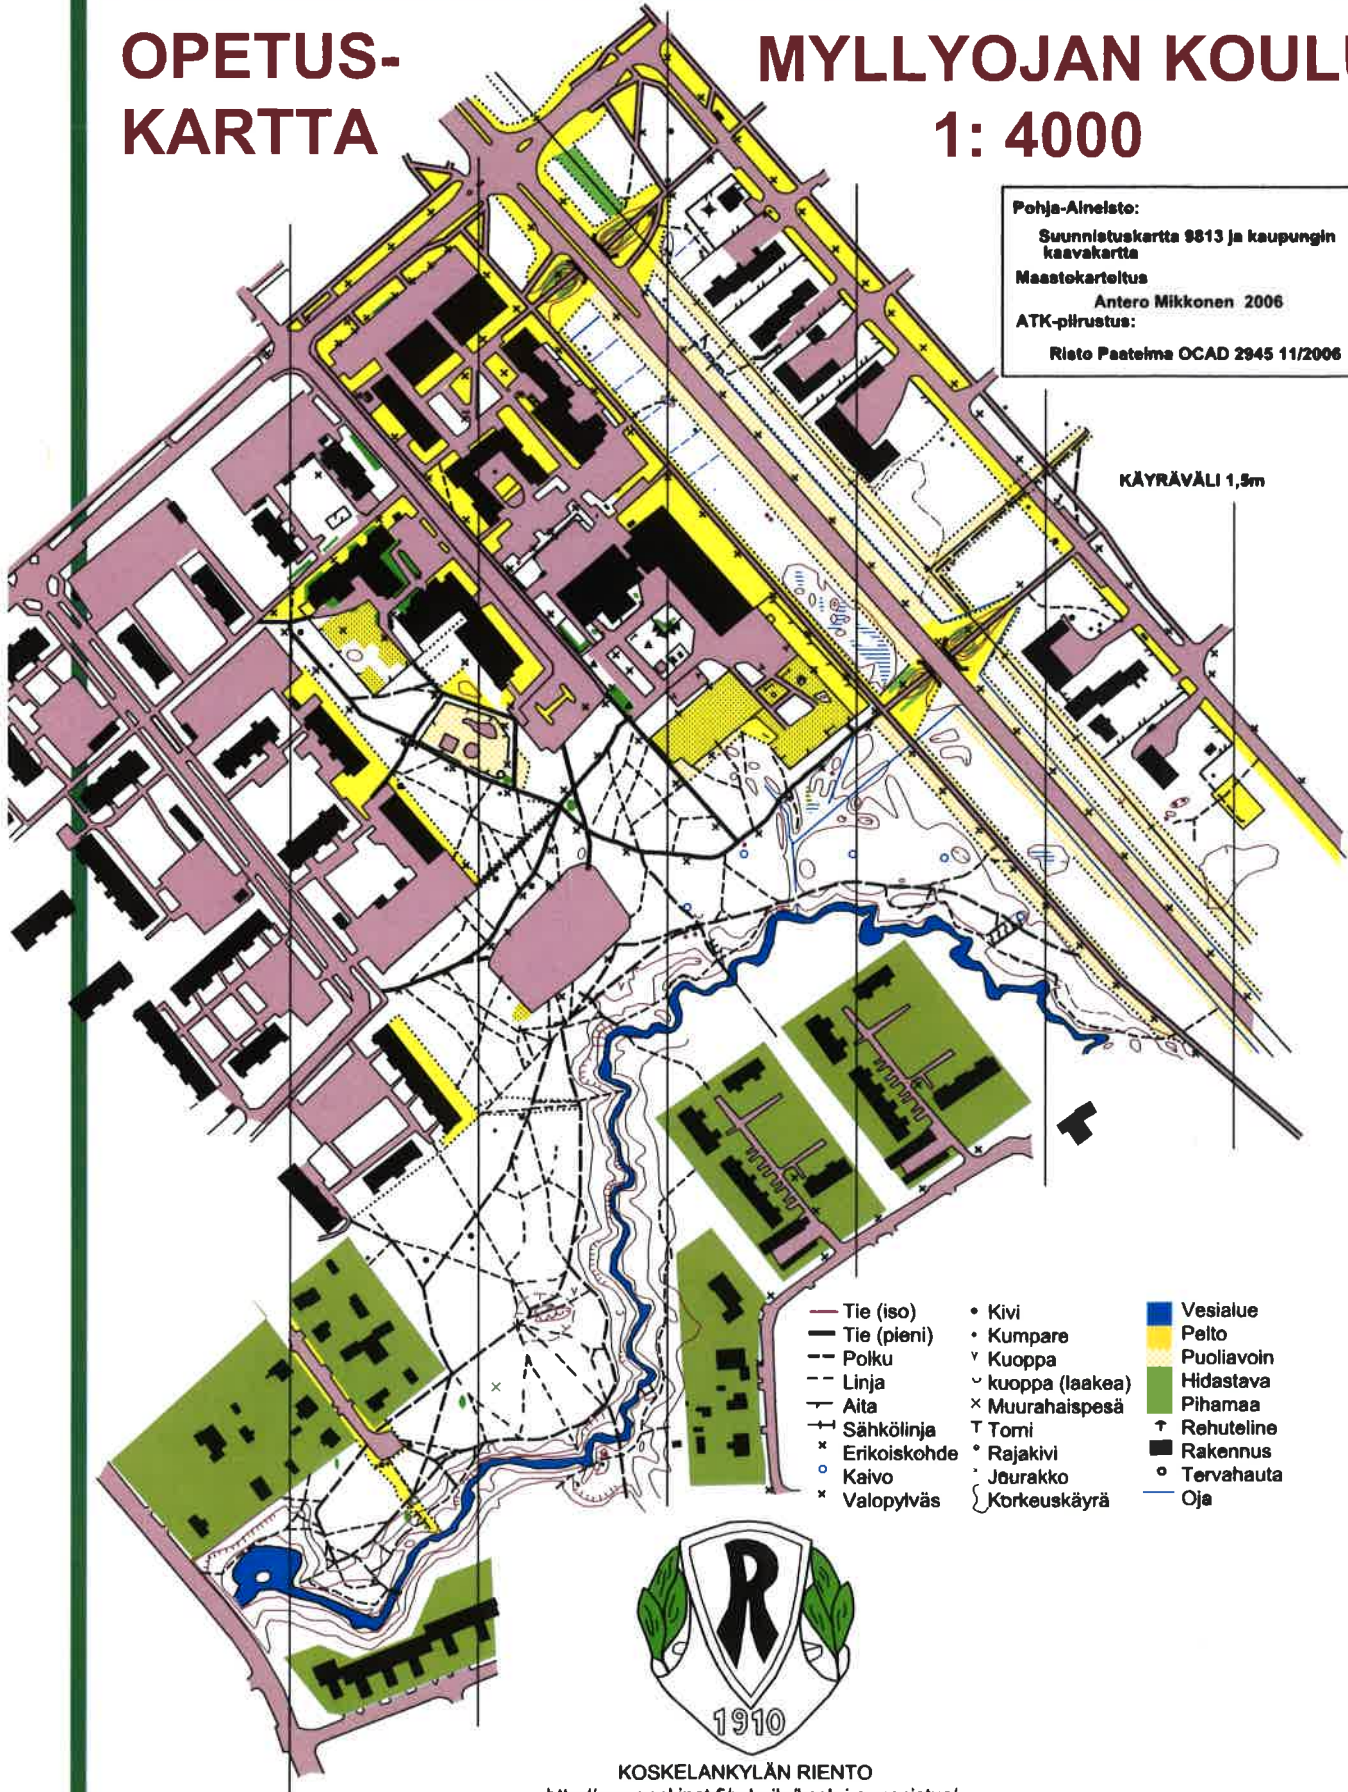 OPETUS-
KARTTA
MYLLYOJAN KOULU
1: 4000
Pohja-Aineisto:
Suunnistuskartta 9813 ja kaupungin
kaavakartta
Maastokartoitus
Antero Mikkonen 2006
ATK-piirustus:
Risto Paatelma OCAD 2945 11/2006
KÄYRÄVÄLI 1,5m
Tie (iso)
Tie (pieni)
Polku
Linja
Aita
Sähkölinja
Erikoiskohde
Kaivo
Valopylväs
Kivi
Kumpare
Kuoppa
kuoppa (laakea)
Muurahaispesä
Torni
Rajakivi
Jourakko
Korkeuskäyrä
Vesialue
Pelto
Puoliavoin
Hidastava
Pihamaa
Rehuteline
Rakennus
Tervahauta
Oja
R
1910
KOSKELANKYLÄN RIENTO